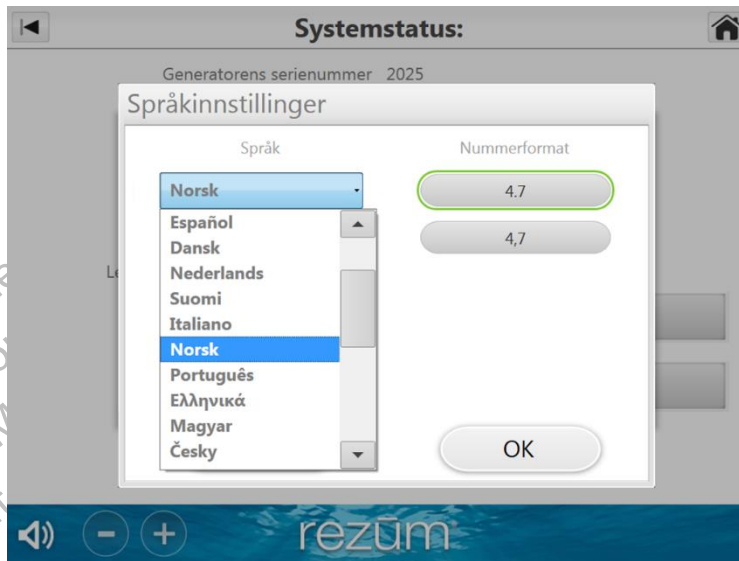 Systemstatus:
Generatorens serienummer 2025
Språkinnstillinger
Språk
Nummerformat
Norsk
4.7
4,7
Español
Dansk
Nederlands
Suomi
Italiano
Norsk
Português
Ελληνικά
Magyar
Česky
OK
rezūm